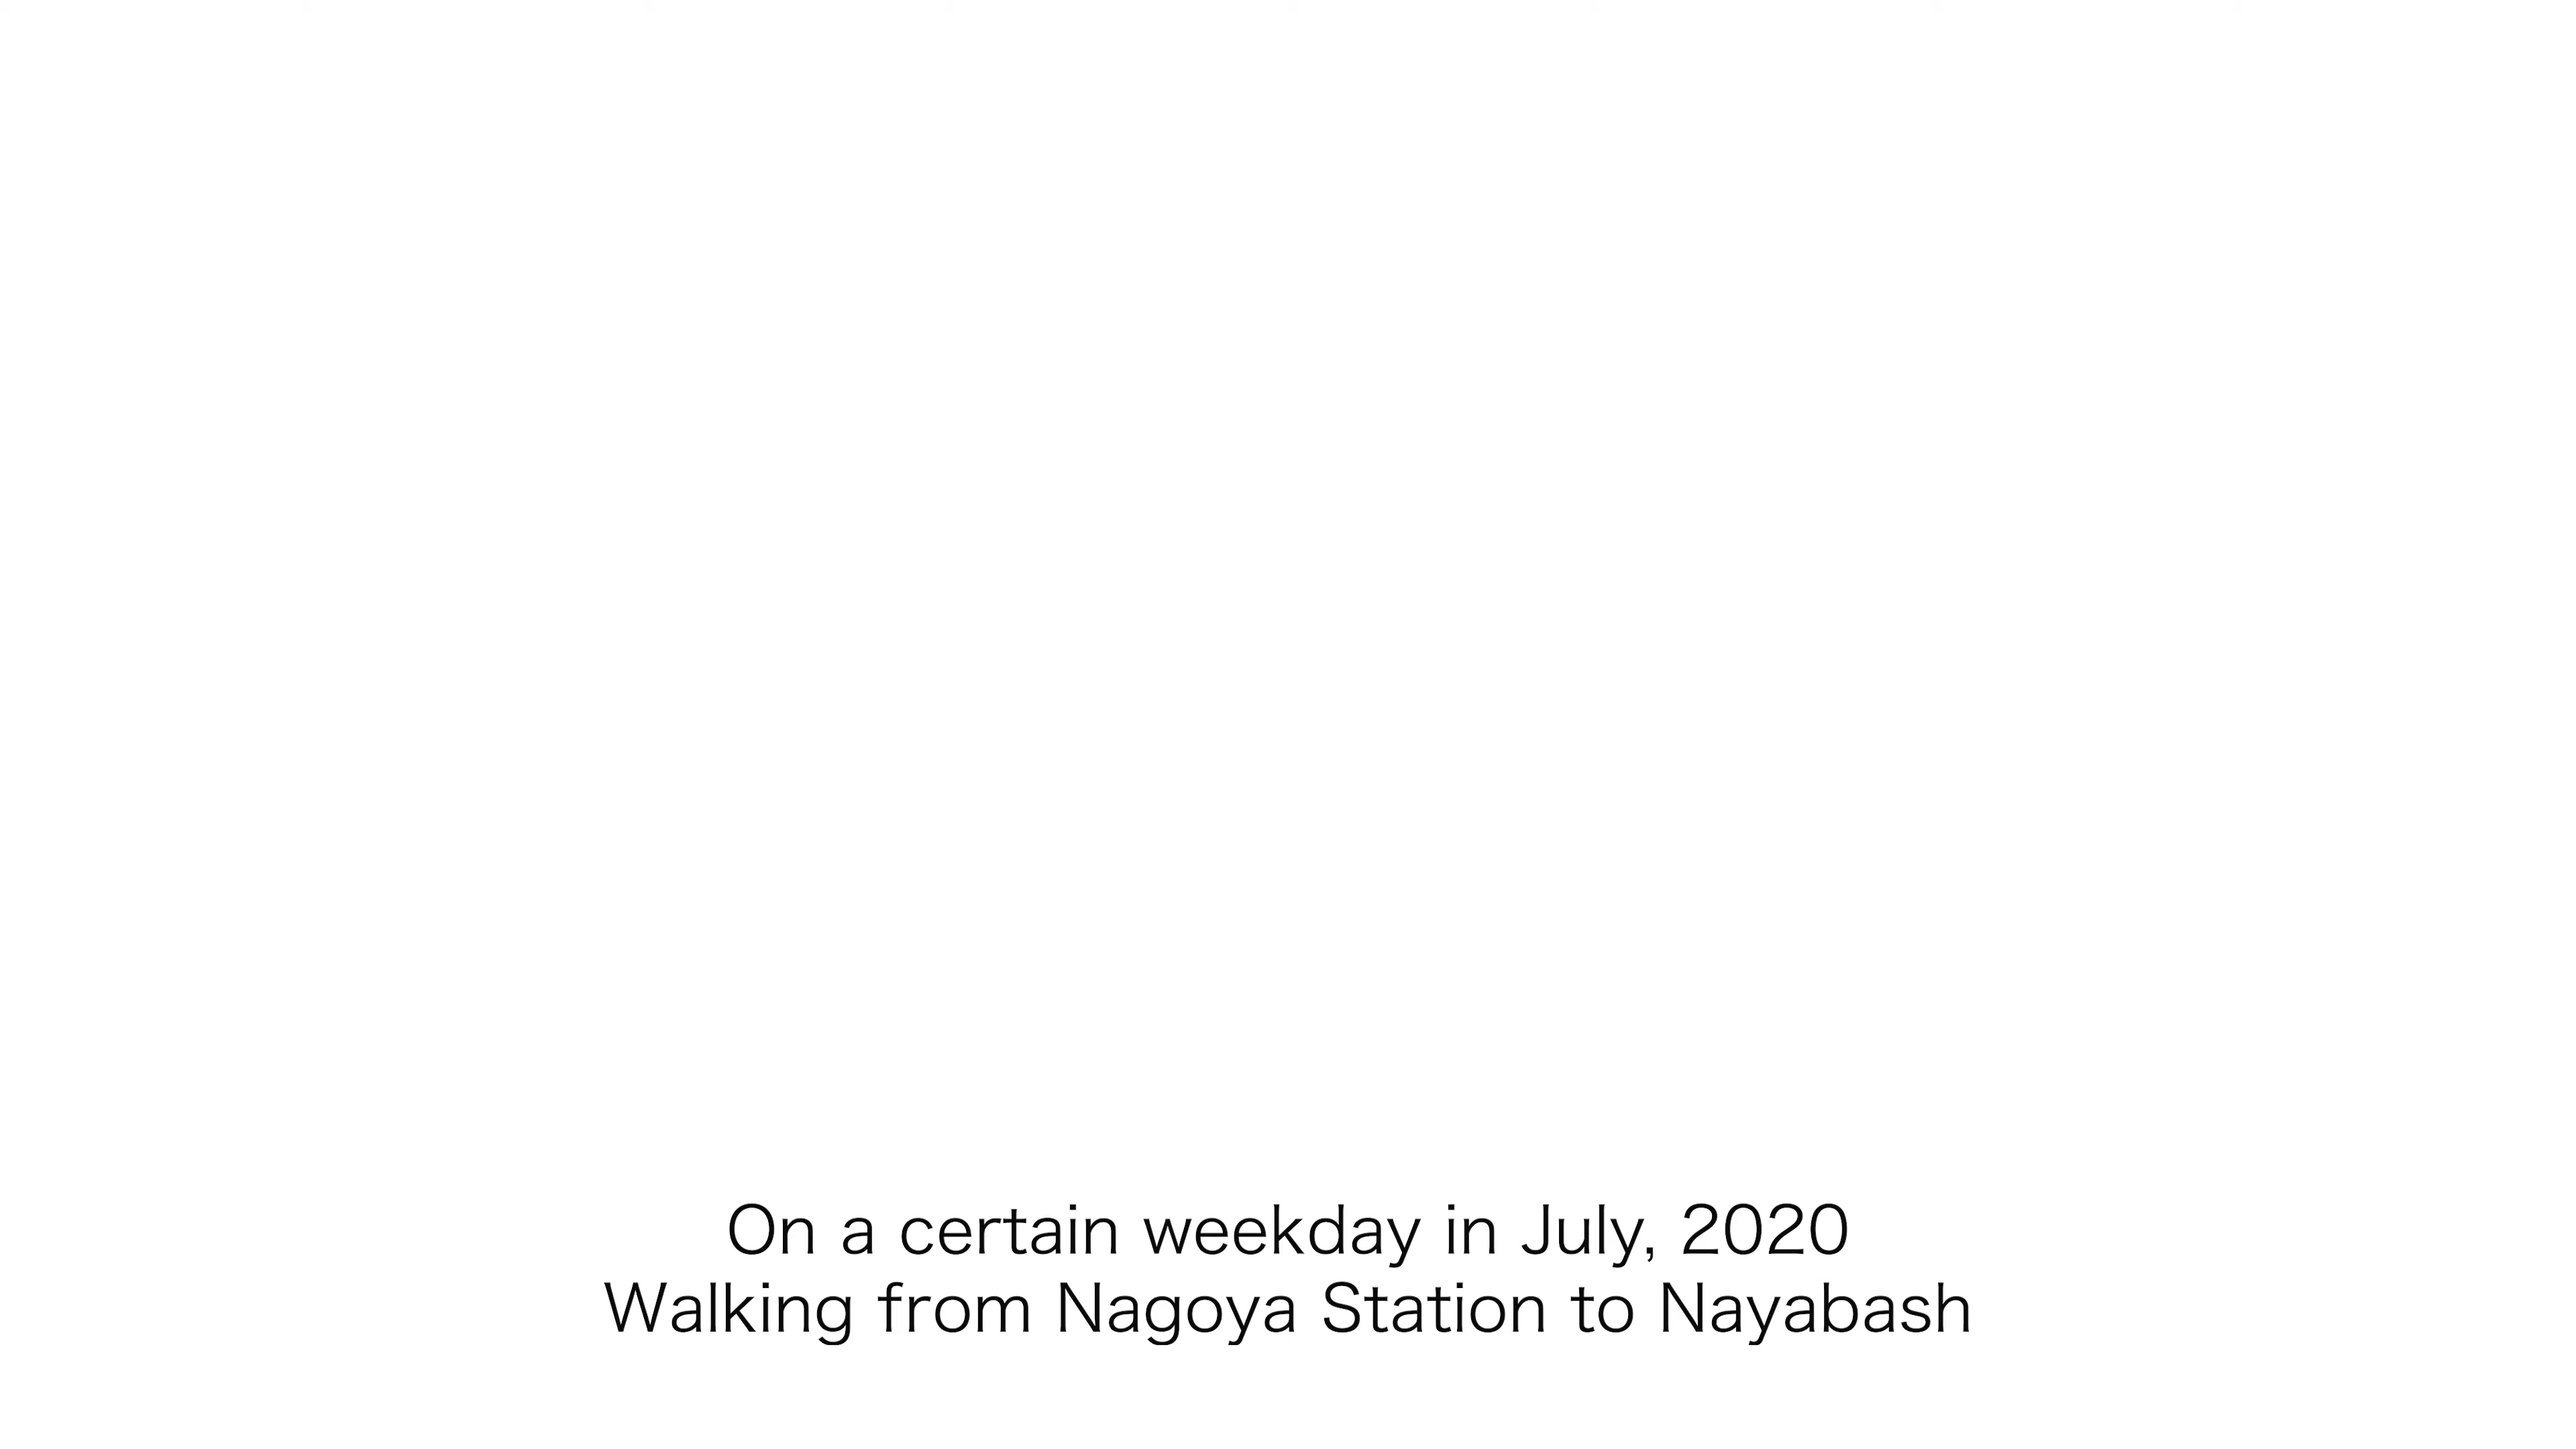 On a certain weekday in July, 2020
Walking from Nagoya Station to Nayabash